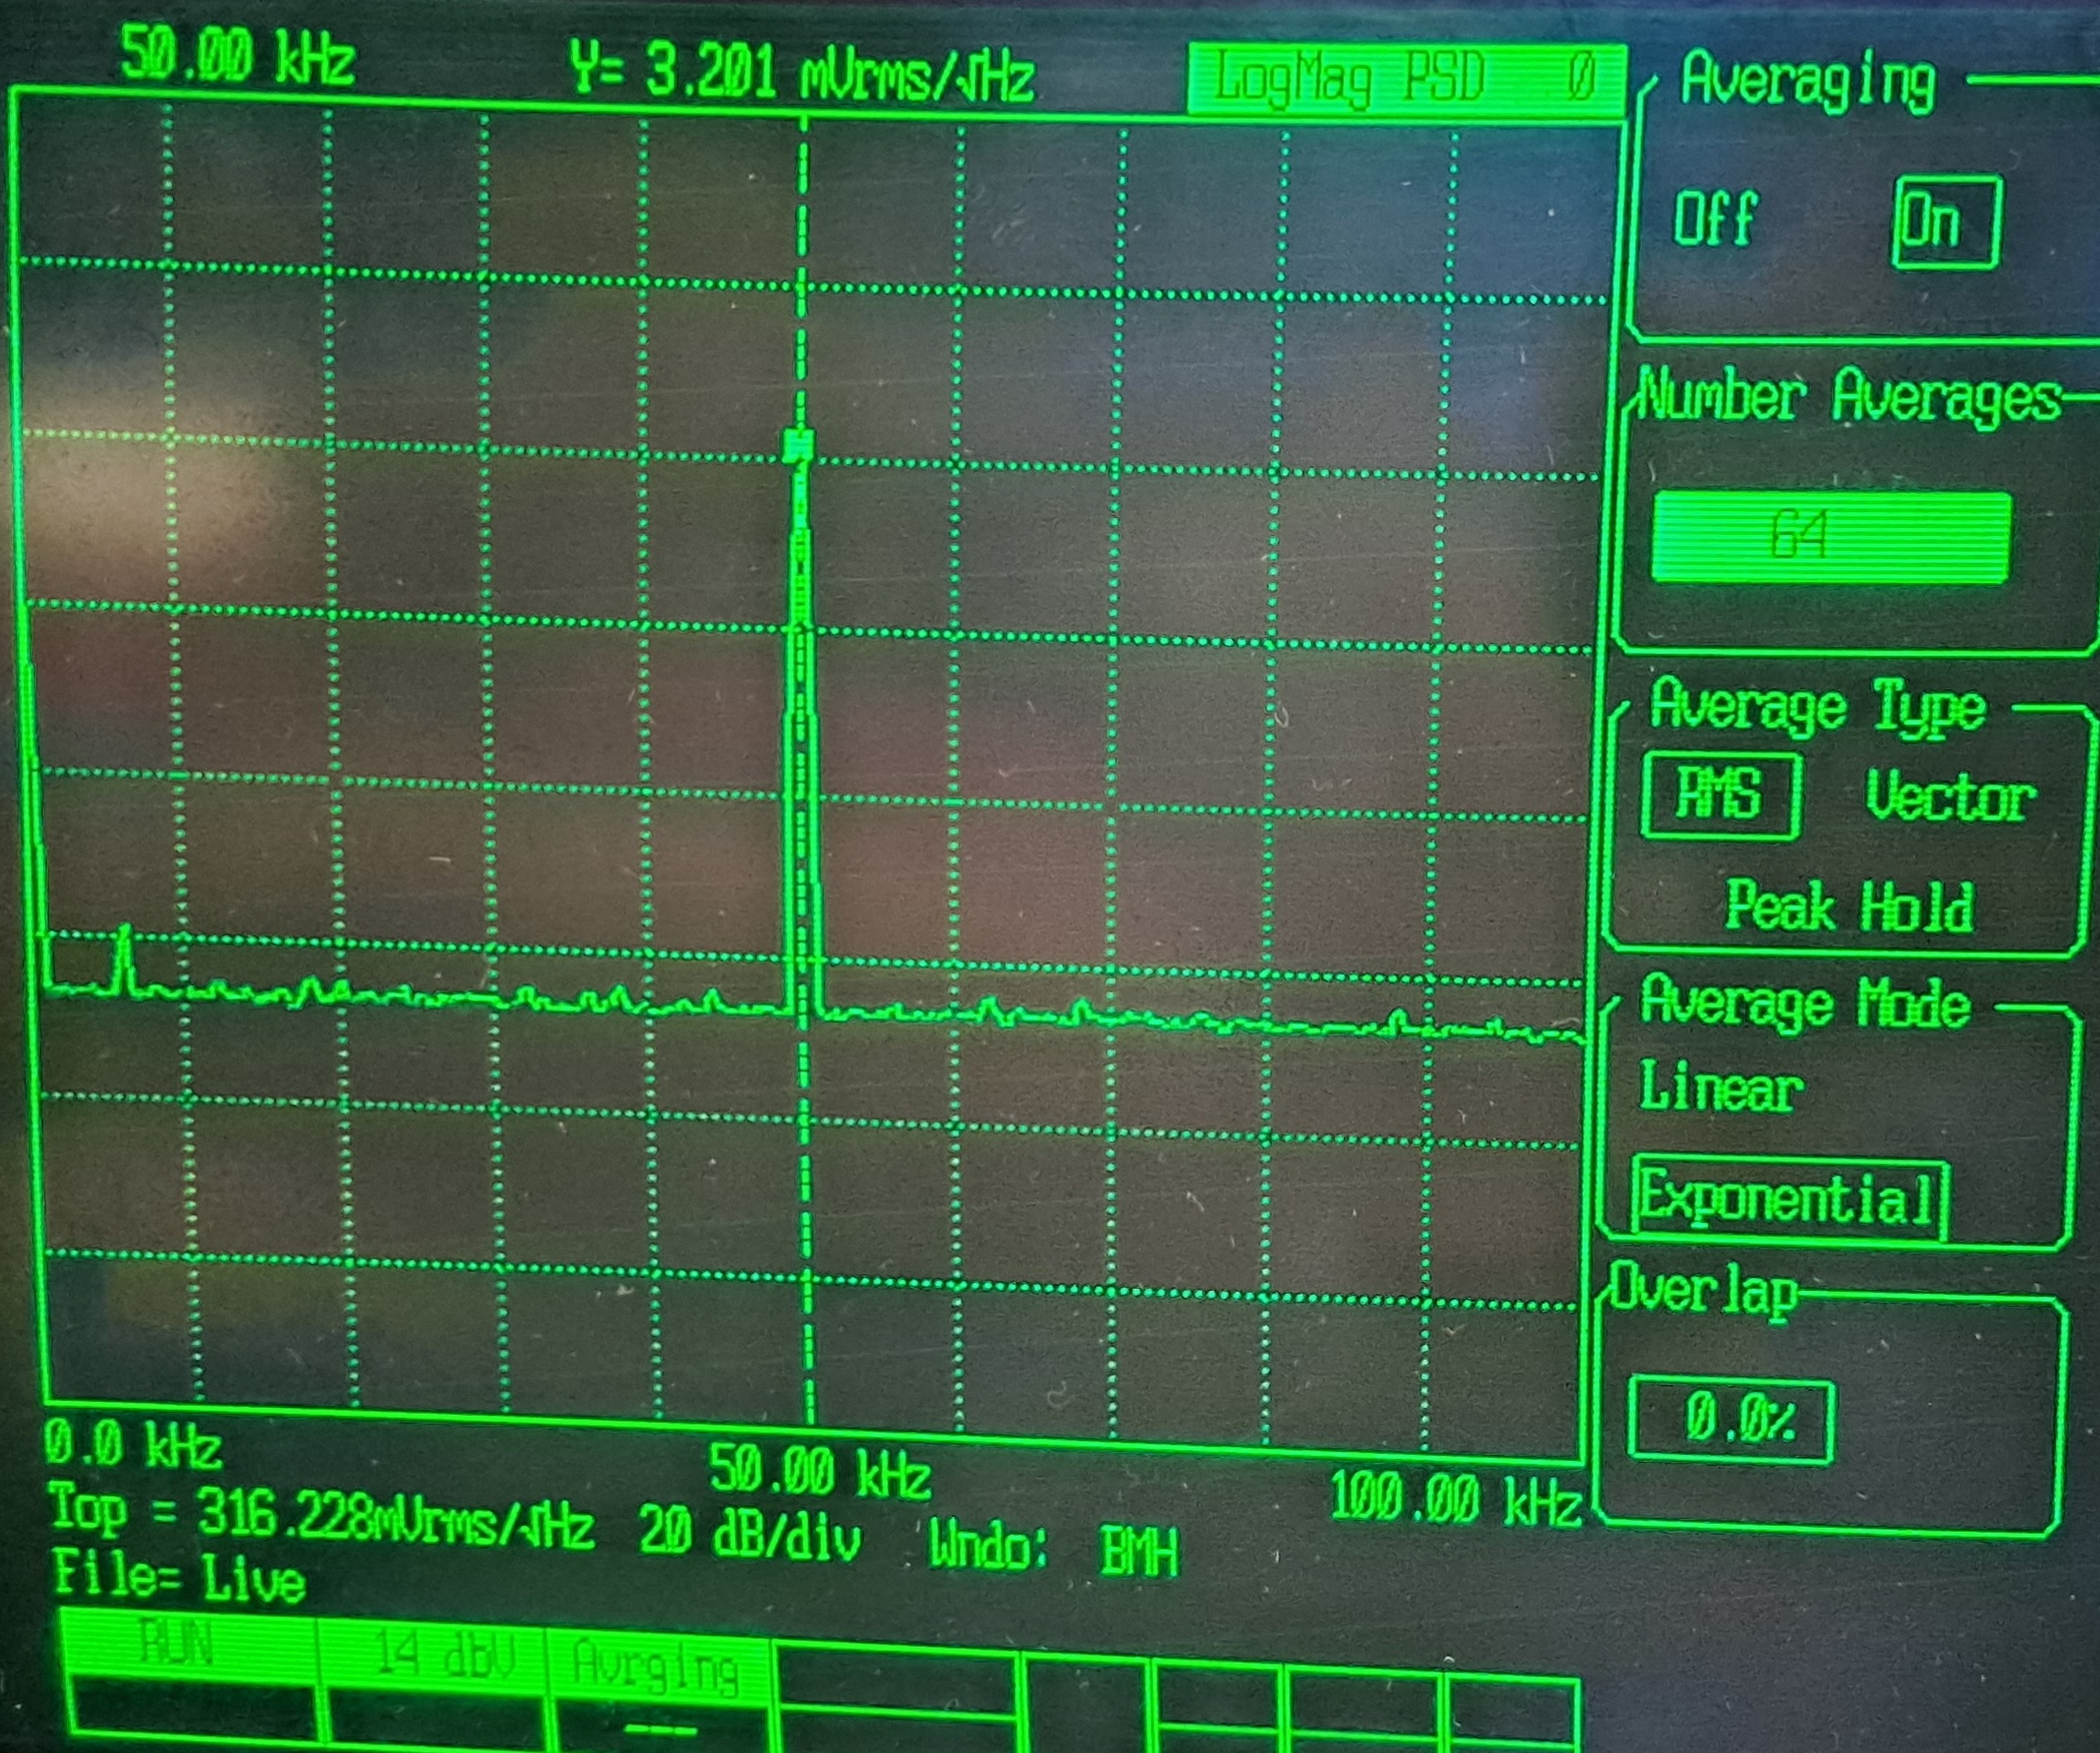 50.00 kHz Y= 3.201 mVrms/√Hz LogMag PSD 0
Averaging
Off On
Number Averages
64
Average Type
RMS Vector
Peak Hold
Average Mode
Linear
Exponential
Overlap
0.0%
0.0 kHz 50.00 kHz 100.00 kHz
Top = 316.228mVrms/√Hz 20 dB/div Wndo: BMH
File= Live
RUN 14 dbV Avrging
---